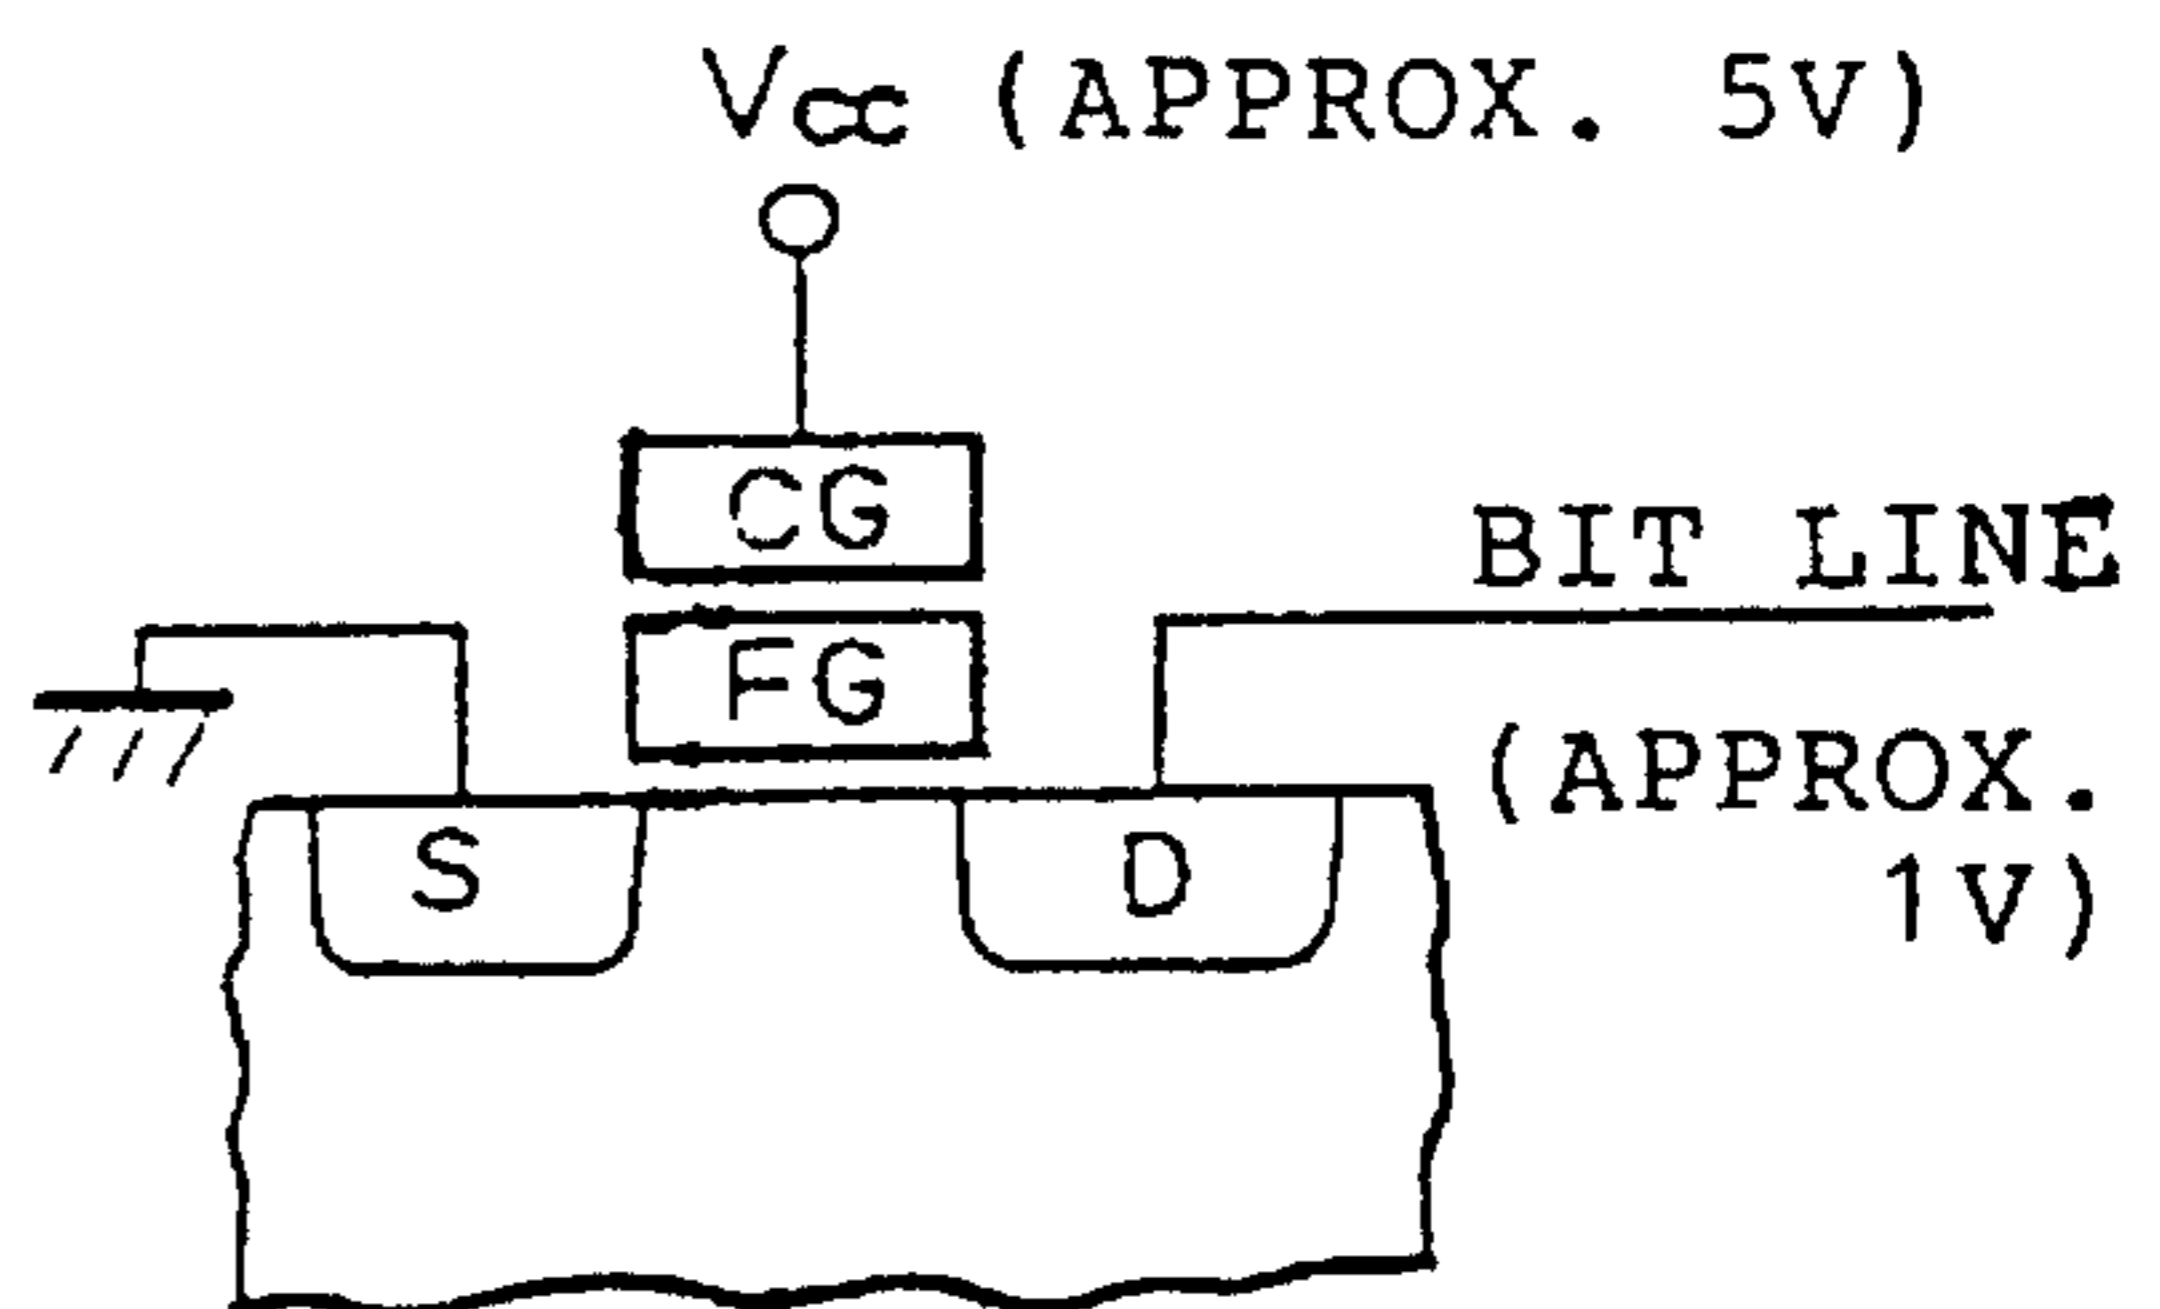 Vcc (APPROX. 5V)
CG
BIT LINE
FG
(APPROX.
1V)
S
D